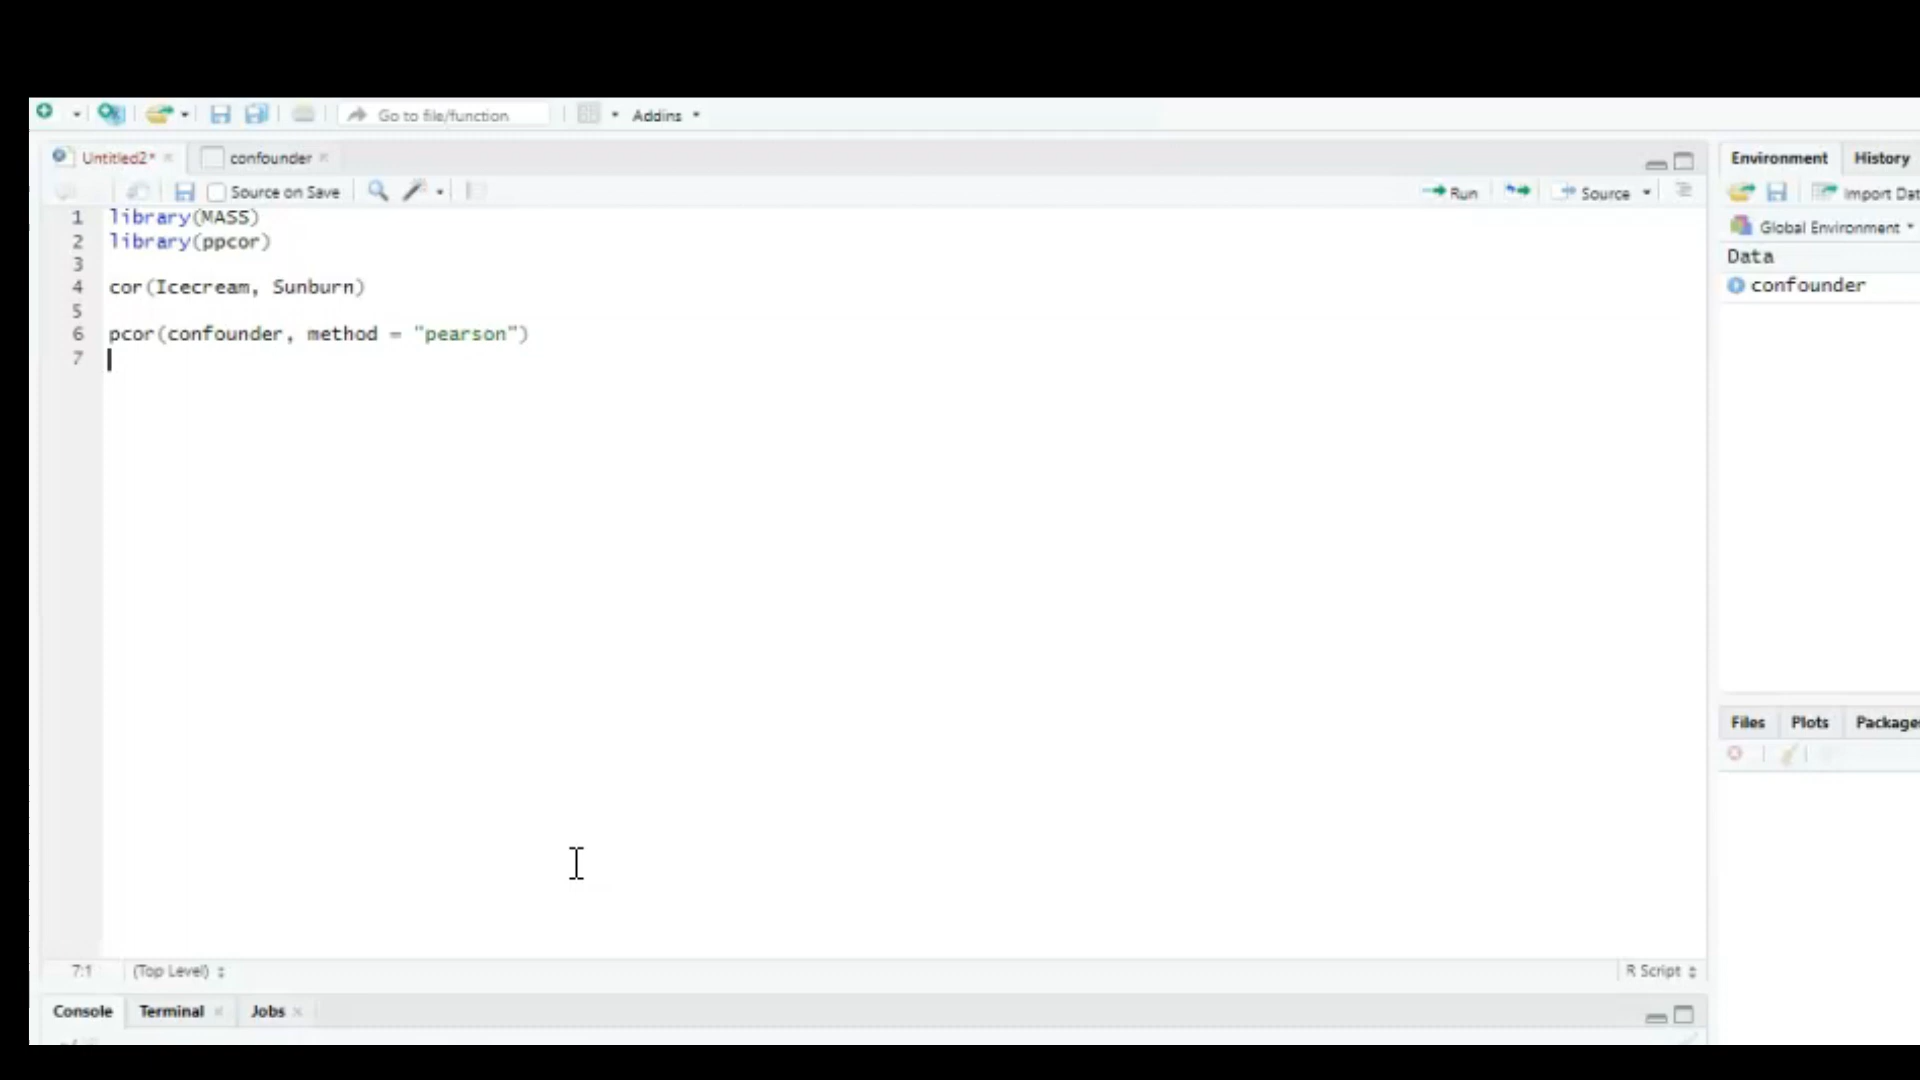 Go to file/function Addins
Untitled2* confounder
Source on Save Run Source
1 library(MASS)
2 library(ppcor)
3
4 cor(Icecream, Sunburn)
5
6 pcor(confounder, method = "pearson")
7
7:1 (Top Level) R Script
Console Terminal Jobs
Environment History
Import Dat
Global Environment
Data
confounder
Files Plots Packages